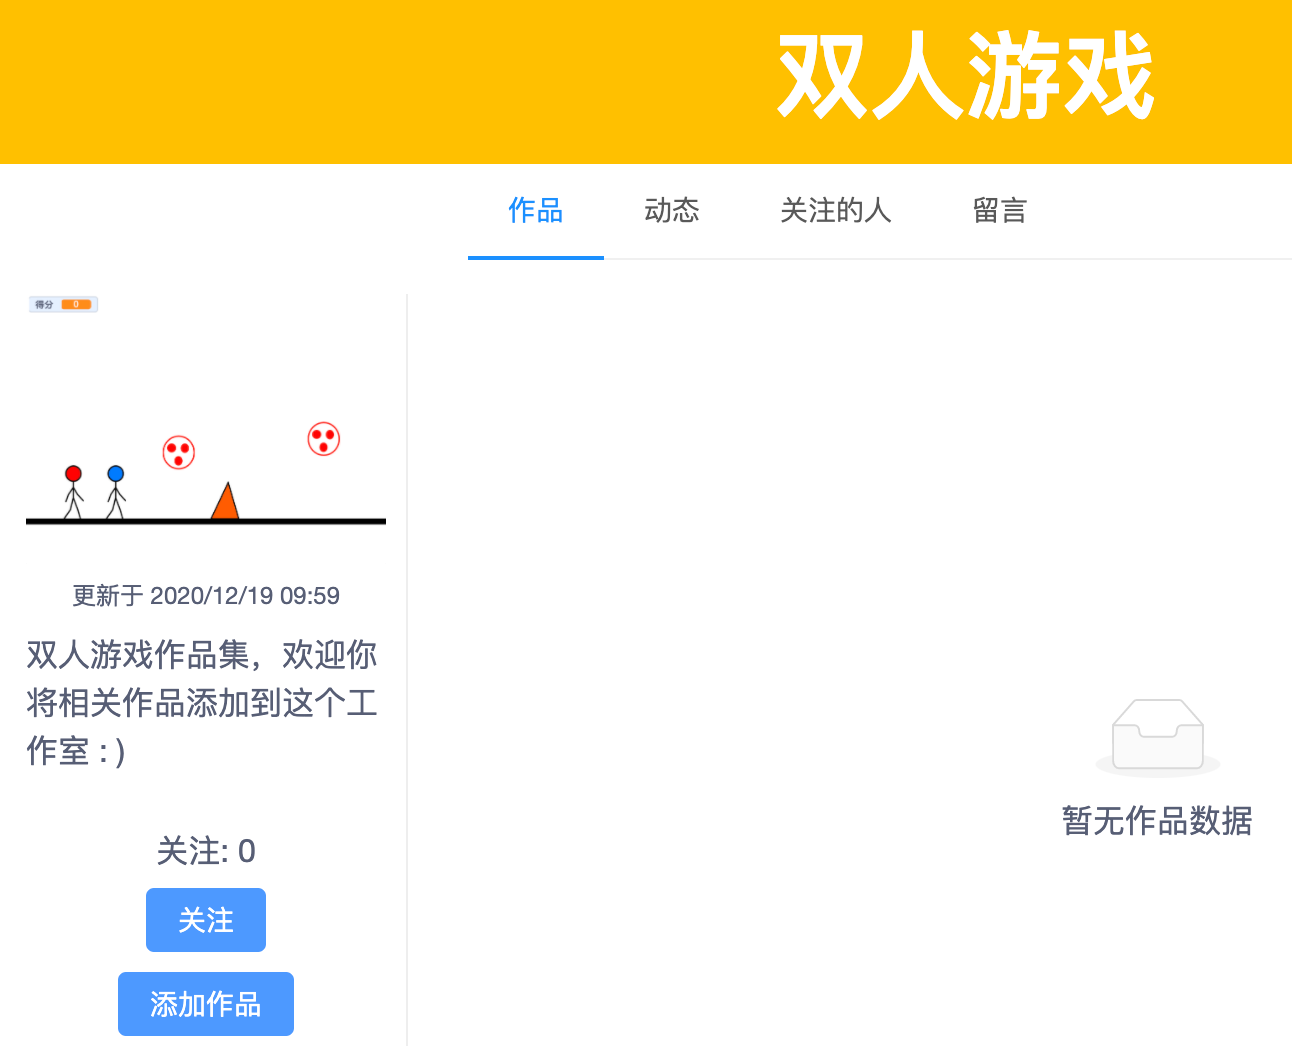 双人游戏
作品 动态 关注的人 留言
得分 0
更新于 2020/12/19 09:59
双人游戏作品集，欢迎你
将相关作品添加到这个工
作室 : )
关注: 0
关注
添加作品
暂无作品数据